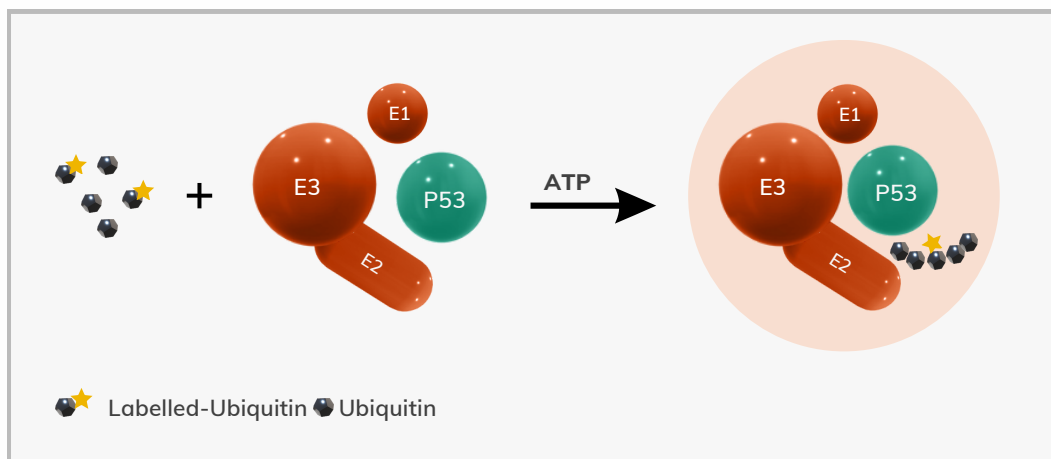 E1
E3
P53
E2
+
ATP
E1
E3
P53
E2
Labelled-Ubiquitin Ubiquitin